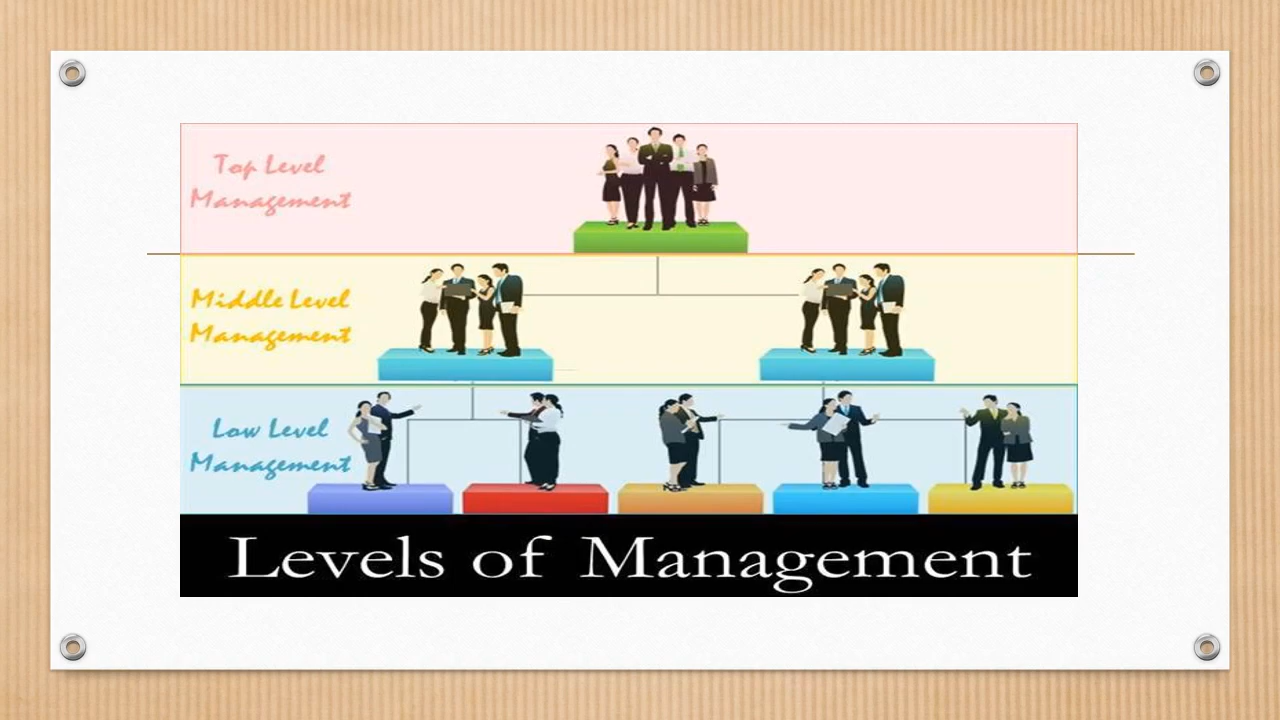 Top Level
Management
Middle Level
Management
Low Level
Management
Levels of Management